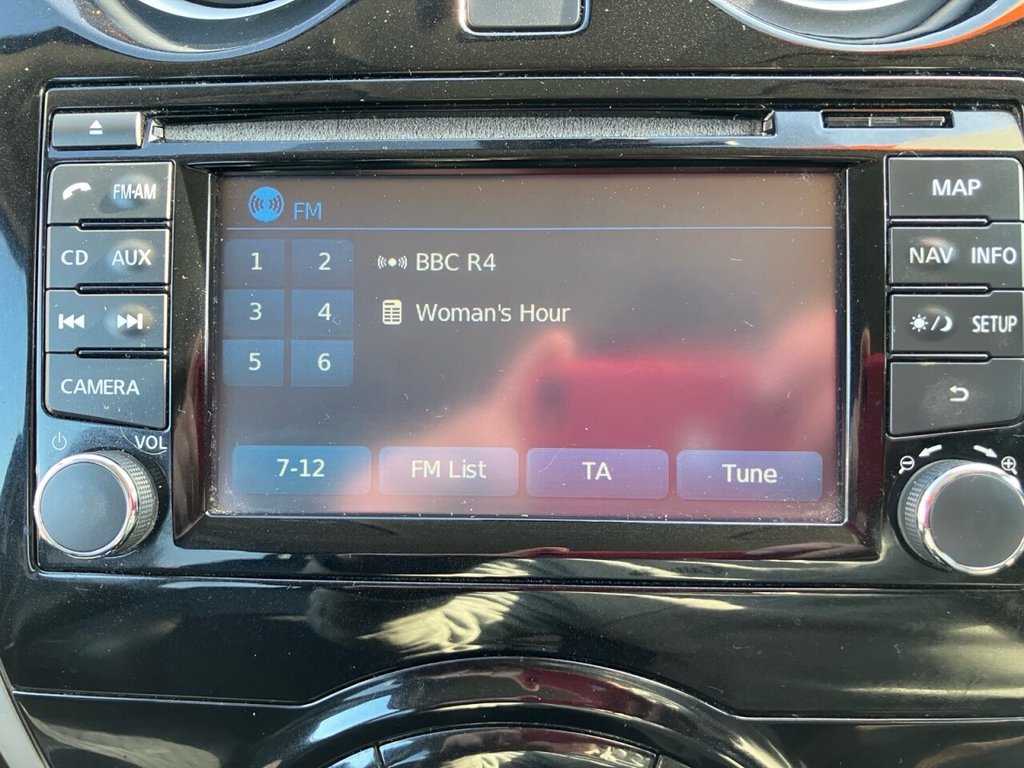 FM·AM
MAP
FM
CD AUX
1 2
BBC R4
NAV INFO
3 4
Woman's Hour
SETUP
5 6
CAMERA
VOL
7-12 FM List TA Tune